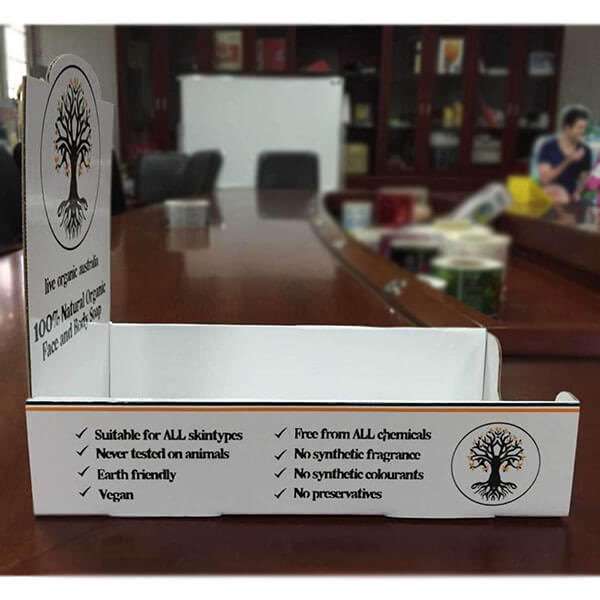 live organic australia
100% Natural Organic
Face and Body Soap
✓ Suitable for ALL skintypes
✓ Never tested on animals
✓ Earth friendly
✓ Vegan
✓ Free from ALL chemicals
✓ No synthetic fragrance
✓ No synthetic colourants
✓ No preservatives